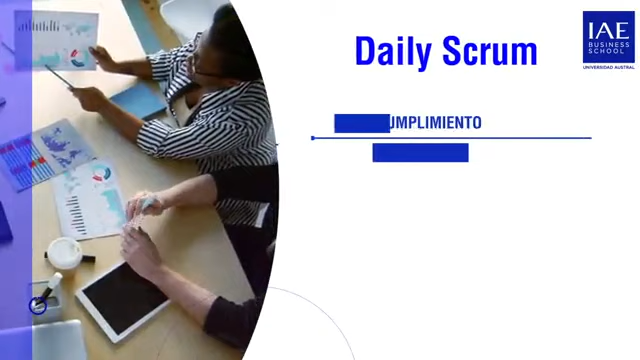 Daily Scrum
IAE
BUSINESS
SCHOOL
UNIVERSIDAD AUSTRAL
UMPLIMIENTO